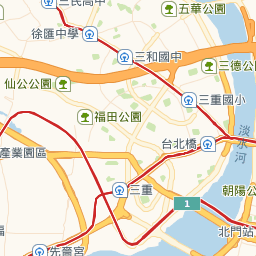 三民高中
五華公園
徐匯中學
三和國中
三德公
仙公公園
三重國小
福田公園
台北橋
淡水河
產業園區
三重
朝陽公
1
北門站
福
先嗇宮